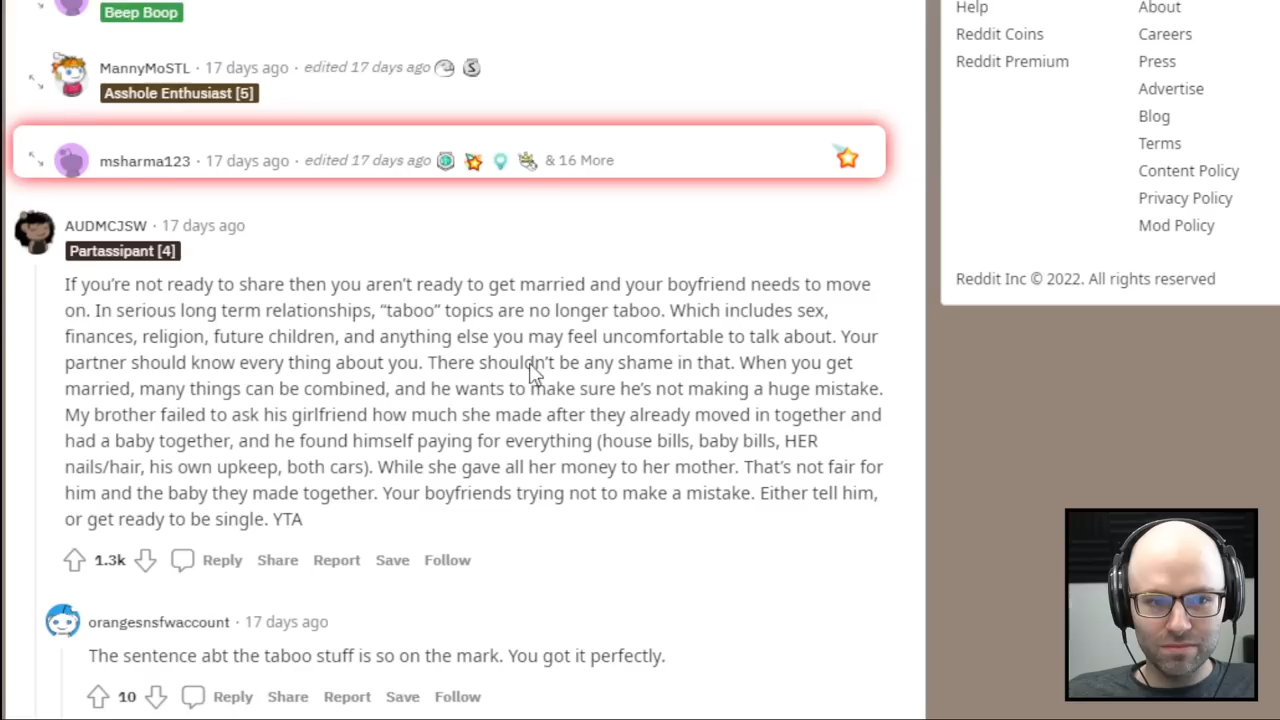 Beep Boop
MannyMoSTL · 17 days ago · edited 17 days ago
Asshole Enthusiast [5]
msharma123 · 17 days ago · edited 17 days ago & 16 More
AUDMCJSW · 17 days ago
Partassipant [4]
If you’re not ready to share then you aren’t ready to get married and your boyfriend needs to move
on. In serious long term relationships, “taboo” topics are no longer taboo. Which includes sex,
finances, religion, future children, and anything else you may feel uncomfortable to talk about. Your
partner should know every thing about you. There shouldn’t be any shame in that. When you get
married, many things can be combined, and he wants to make sure he’s not making a huge mistake.
My brother failed to ask his girlfriend how much she made after they already moved in together and
had a baby together, and he found himself paying for everything (house bills, baby bills, HER
nails/hair, his own upkeep, both cars). While she gave all her money to her mother. That’s not fair for
him and the baby they made together. Your boyfriends trying not to make a mistake. Either tell him,
or get ready to be single. YTA
1.3k Reply Share Report Save Follow
orangesnsfwaccount · 17 days ago
The sentence abt the taboo stuff is so on the mark. You got it perfectly.
10 Reply Share Report Save Follow
Help
Reddit Coins
Reddit Premium
About
Careers
Press
Advertise
Blog
Terms
Content Policy
Privacy Policy
Mod Policy
Reddit Inc © 2022. All rights reserved